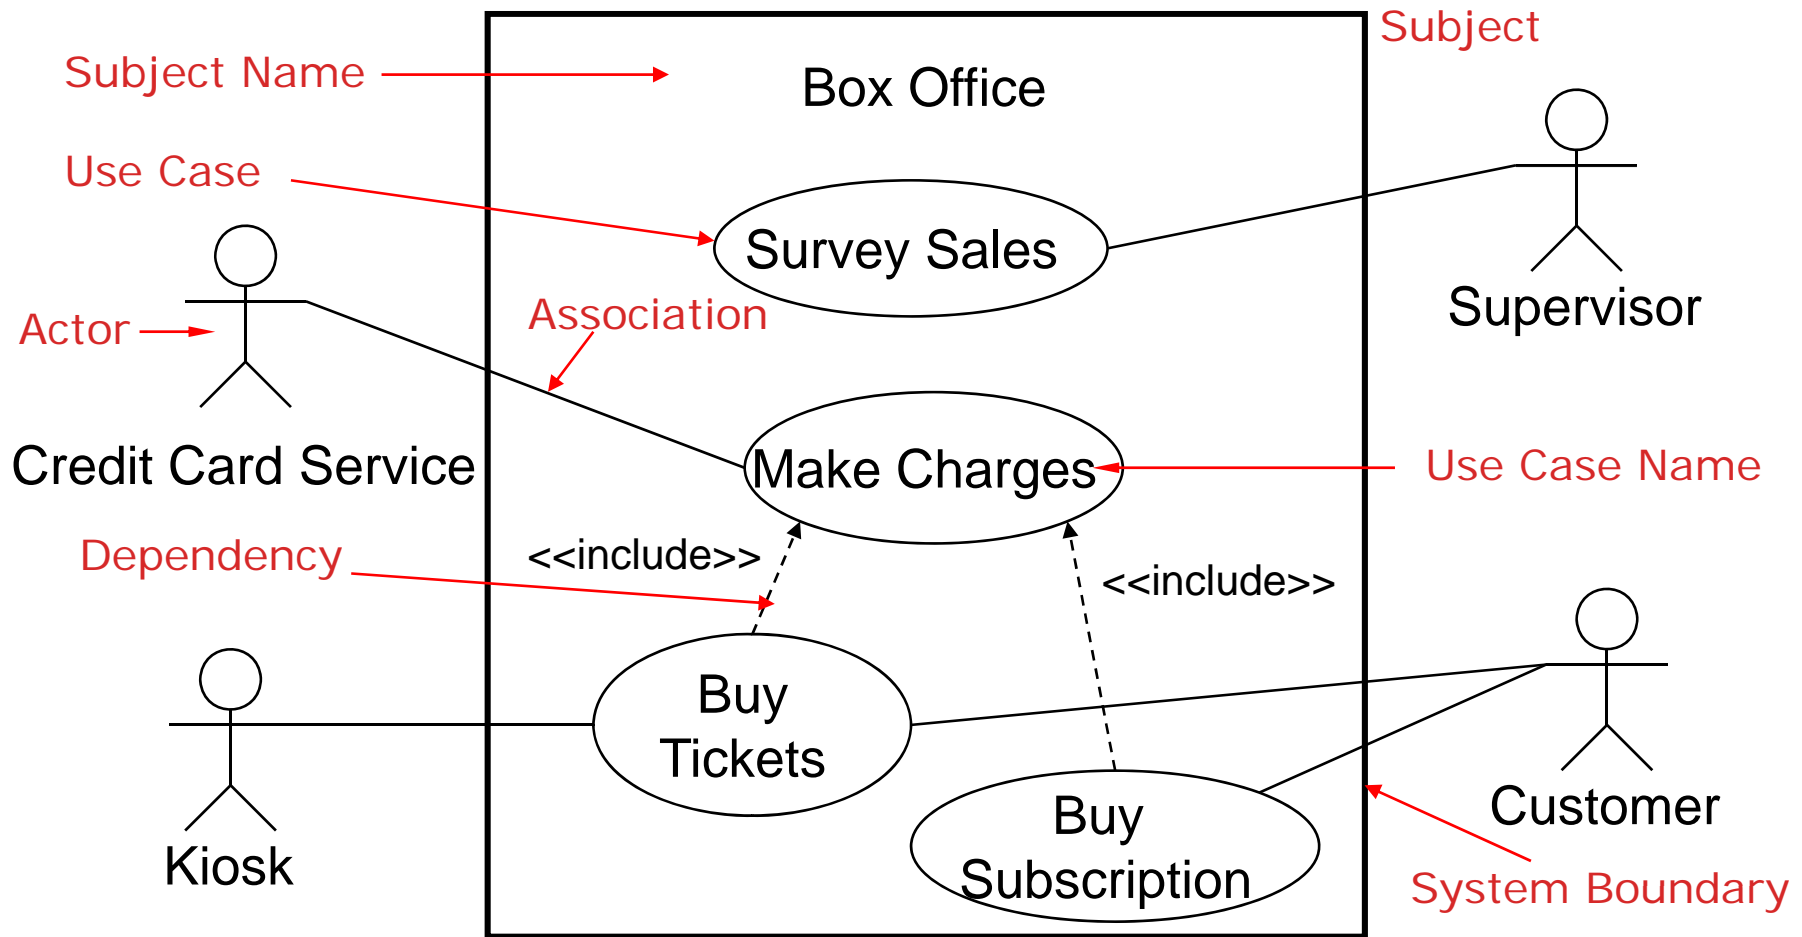 Subject
Subject Name
Box Office
Use Case
Survey Sales
Supervisor
Association
Actor
Credit Card Service
Make Charges
Use Case Name
Dependency
<<include>>
<<include>>
Buy
Tickets
Customer
Buy
Subscription
Kiosk
System Boundary